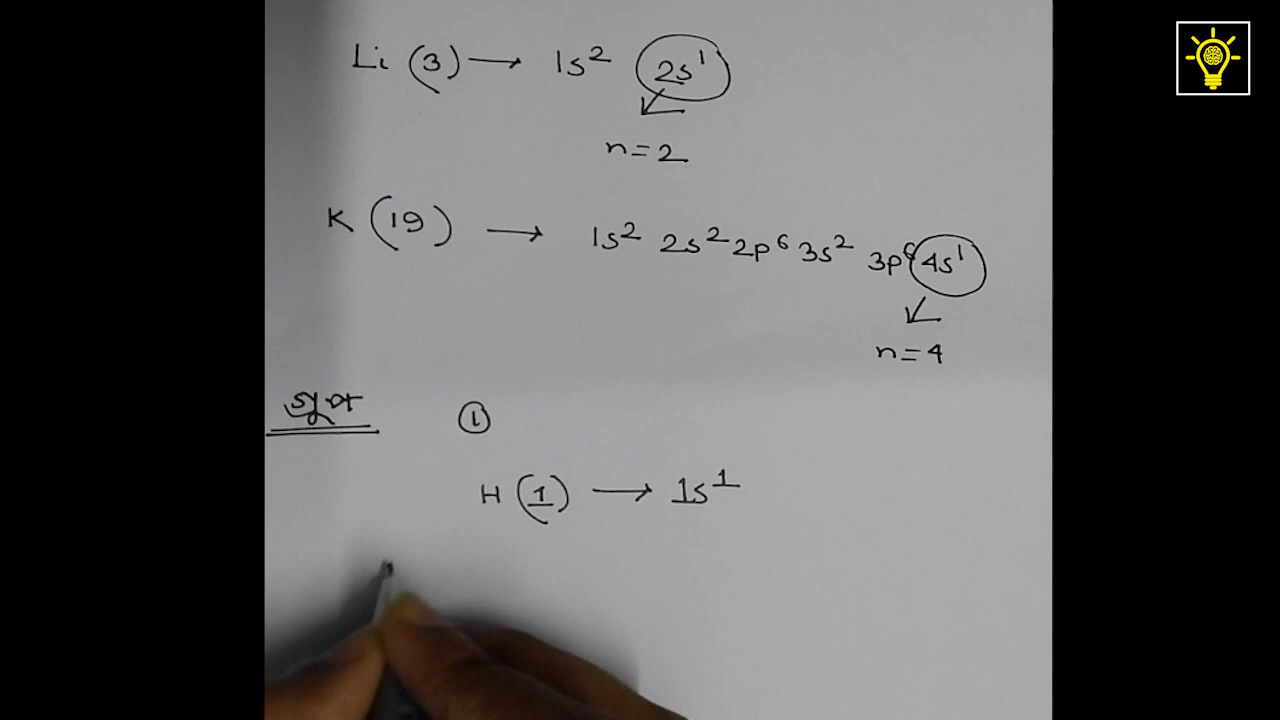 Li (3) → 1s² 2s¹
n=2
K (19) → 1s² 2s² 2p⁶ 3s² 3p⁶ 4s¹
n=4
গ্রুপ ①
H (1) → 1s¹